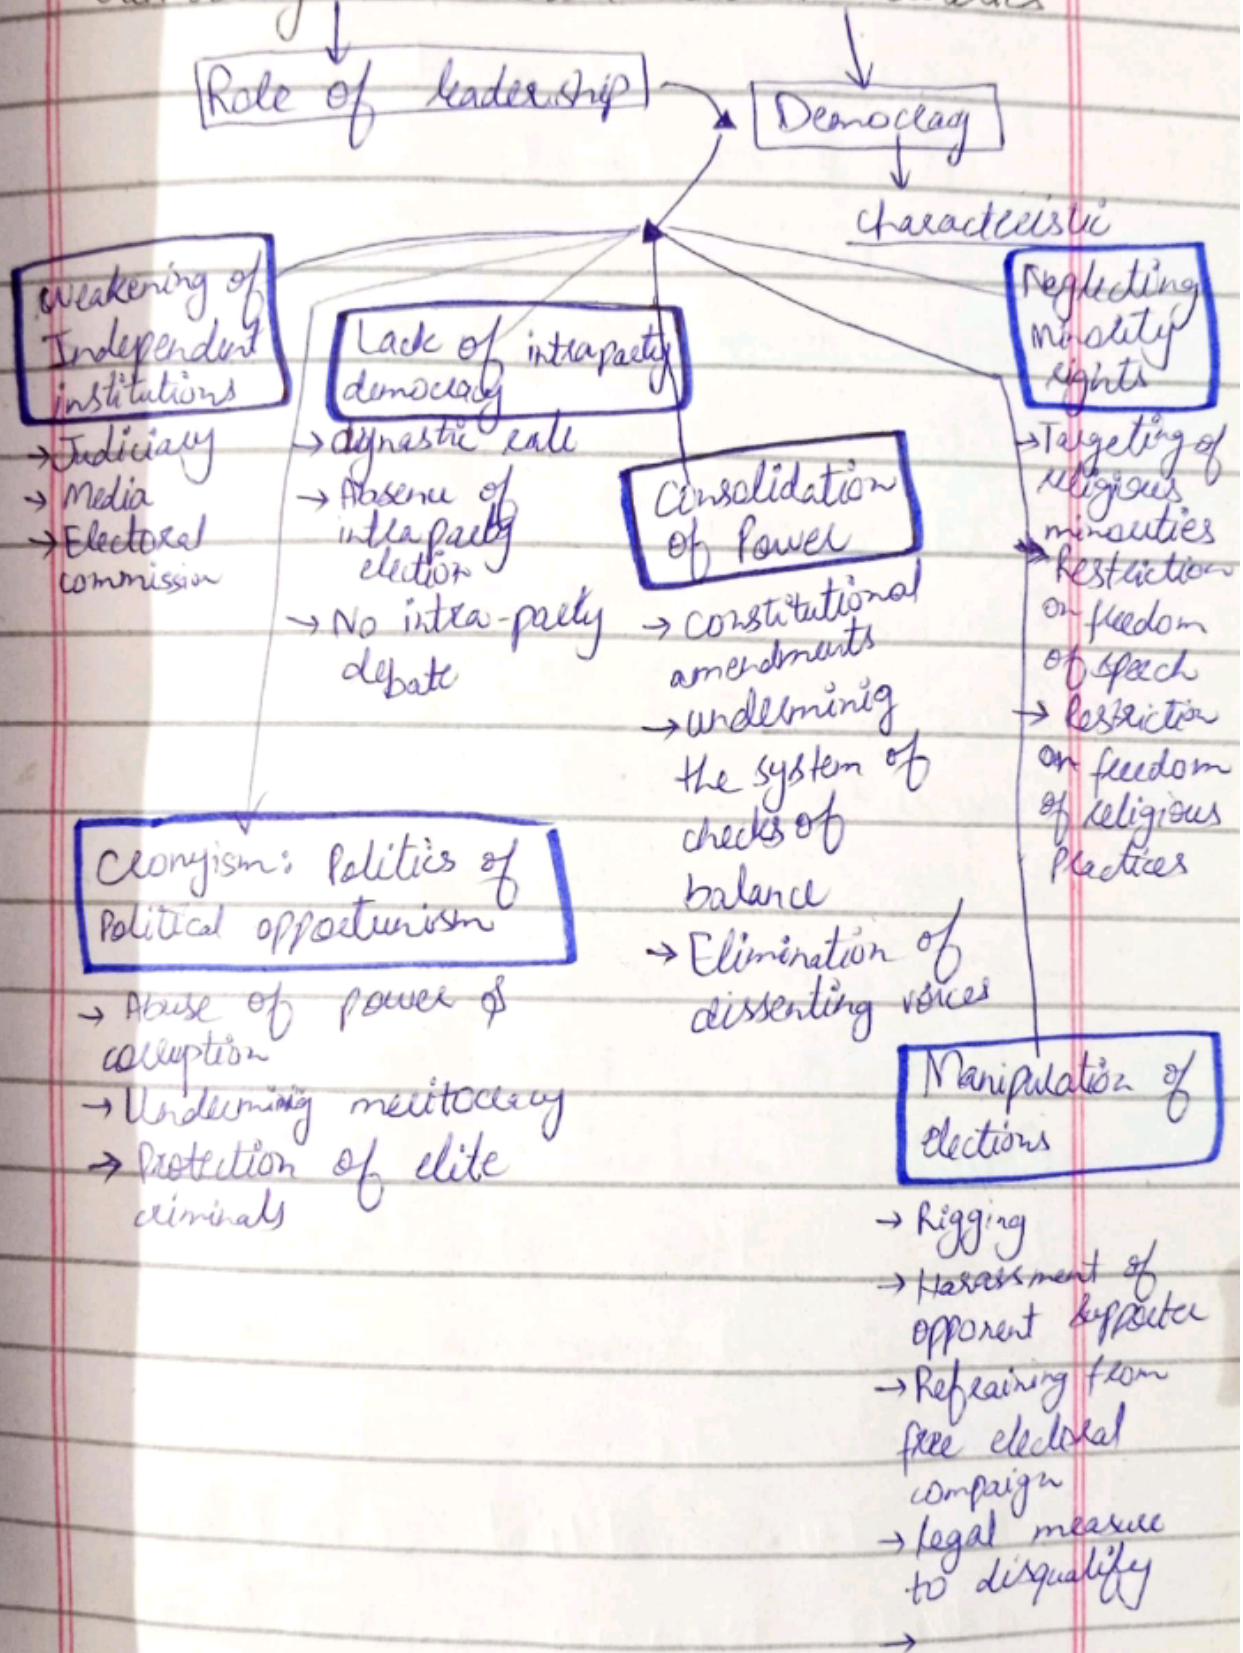 Role of leadership
Democracy
characteristic
weakening of
Independent
institutions
→ Judiciary
→ Media
→ Electoral
commission
Lack of intraparty
democracy
→ dynastic rule
→ Absence of
intraparty
election
→ No intra-party
debate
Consolidation
of Power
→ constitutional
amendments
→ underminig
the system of
checks of
balance
→ Elimination of
dissenting voices
Neglecting
minority
rights
→ Targeting of
religious
minorities
→ Restriction
on freedom
of speech
→ Restriction
on freedom
of religious
Practices
Cronyism: Politics of
Political opportunism
→ Abuse of power &
corruption
→ Undermining meritocracy
→ Protection of elite
criminals
Manipulation of
elections
→ Rigging
→ Harassment of
opponent supporter
→ Refraining from
free electoral
compaign
→ Legal measure
to disqualify
→